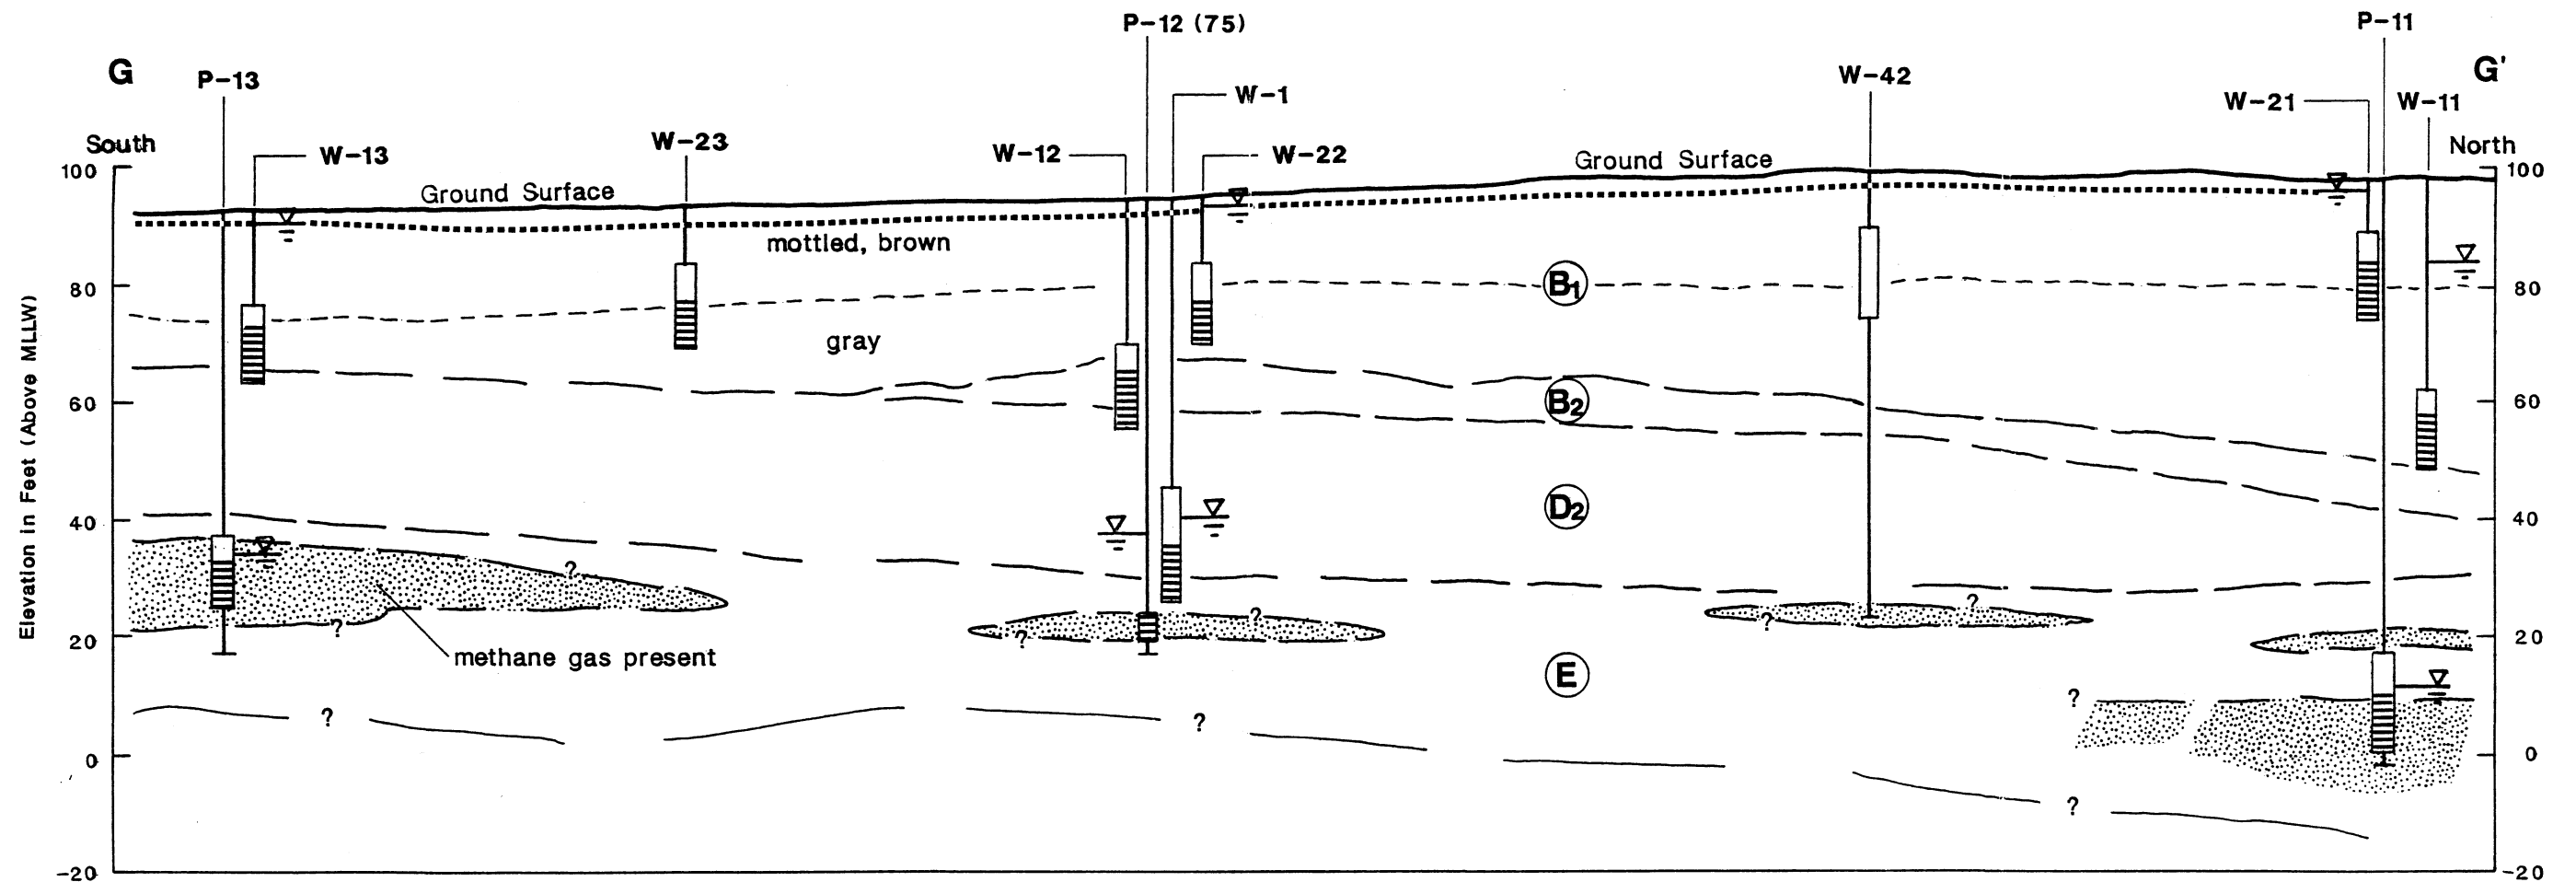 P-12 (75)
P-11
G
P-13
W-42
G'
W-1
W-21
W-11
South
W-13
W-23
W-12
W-22
Ground Surface
North
100
100
Ground Surface
mottled, brown
80
B1
80
gray
60
B2
60
40
D2
40
?
?
?
?
?
?
20
20
methane gas present
E
?
?
?
0
0
?
-20
-20
Elevation in Feet (Above MLLW)